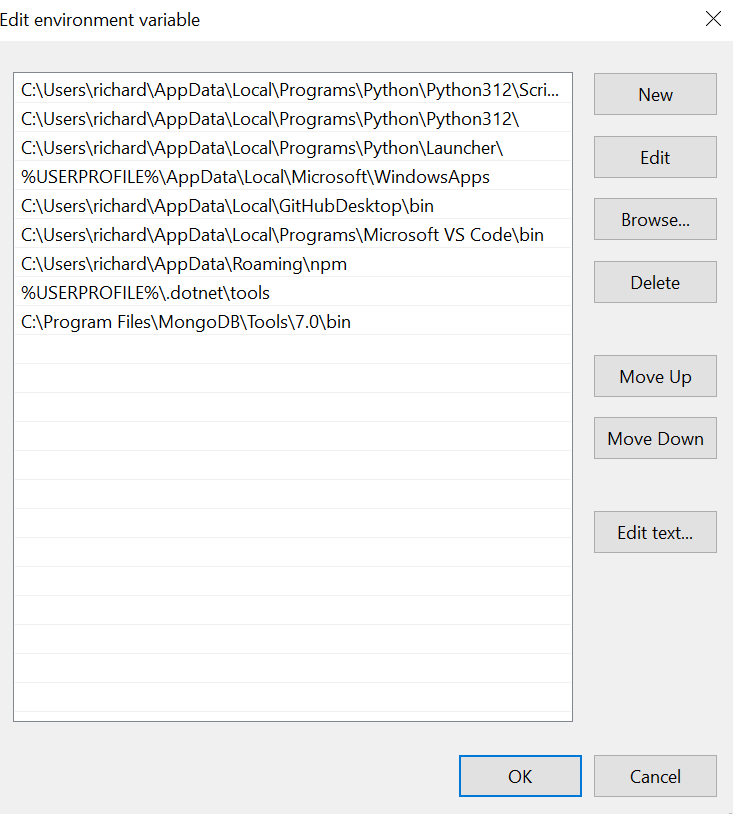 Edit environment variable
C:\Users\richard\AppData\Local\Programs\Python\Python312\Scri...
C:\Users\richard\AppData\Local\Programs\Python\Python312\
C:\Users\richard\AppData\Local\Programs\Python\Launcher\
%USERPROFILE%\AppData\Local\Microsoft\WindowsApps
C:\Users\richard\AppData\Local\GitHubDesktop\bin
C:\Users\richard\AppData\Local\Programs\Microsoft VS Code\bin
C:\Users\richard\AppData\Roaming\npm
%USERPROFILE%\.dotnet\tools
C:\Program Files\MongoDB\Tools\7.0\bin
New
Edit
Browse...
Delete
Move Up
Move Down
Edit text...
OK
Cancel